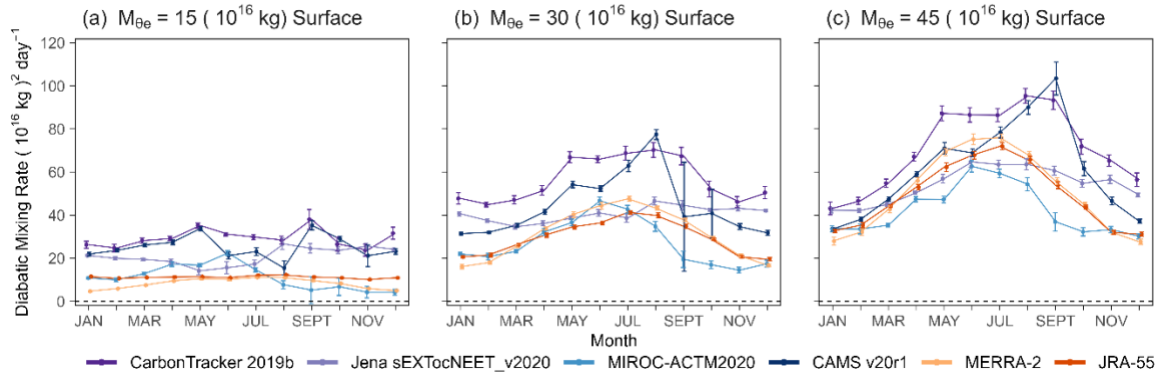 (a) Mθe = 15 ( 10^16 kg) Surface
(b) Mθe = 30 ( 10^16 kg) Surface
(c) Mθe = 45 ( 10^16 kg) Surface
Diabatic Mixing Rate ( 10^16 kg )^2 day^−1
120
100
80
60
40
20
0
JAN MAR MAY JUL SEPT NOV
JAN MAR MAY JUL SEPT NOV
JAN MAR MAY JUL SEPT NOV
Month
CarbonTracker 2019b Jena sEXTocNEET_v2020 MIROC-ACTM2020 CAMS v20r1 MERRA-2 JRA-55